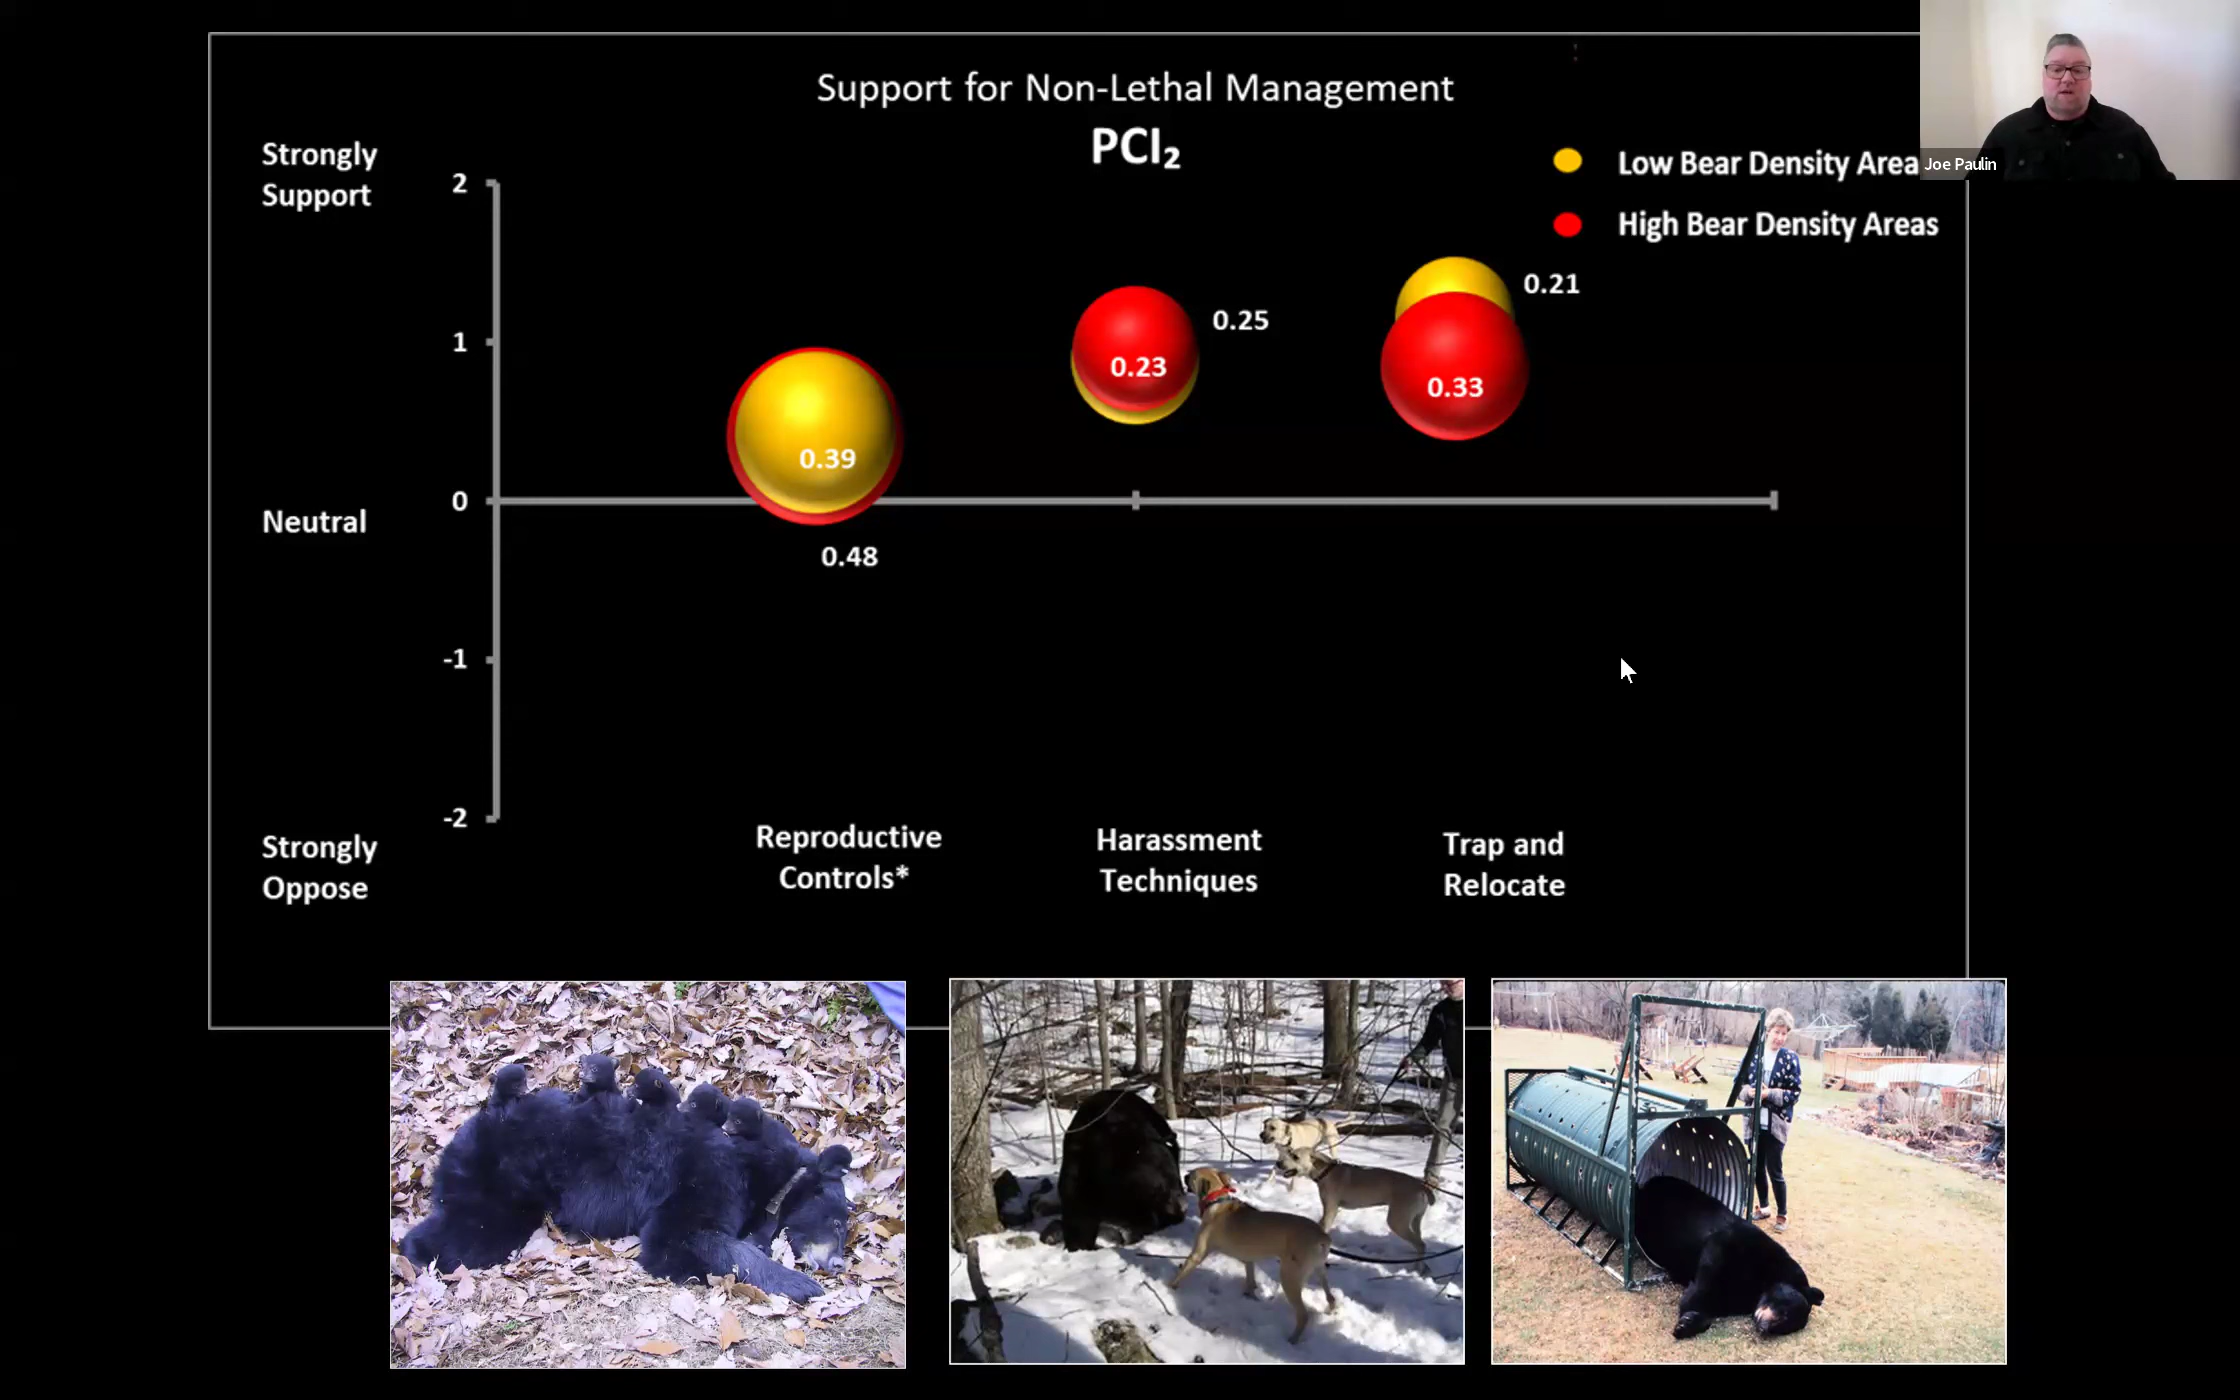 Support for Non-Lethal Management
PCI₂
Strongly
Support
2
Low Bear Density Area
Joe Paulin
High Bear Density Areas
0.21
0.25
1
0.23
0.33
0.39
0
Neutral
0.48
-1
-2
Strongly
Oppose
Reproductive
Controls*
Harassment
Techniques
Trap and
Relocate